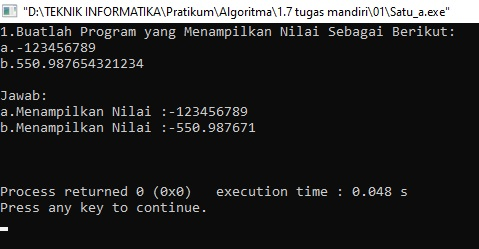 "D:\TEKNIK INFORMATIKA\Pratikum\Algoritma\1.7 tugas mandiri\01\Satu_a.exe"
1.Buatlah Program yang Menampilkan Nilai Sebagai Berikut:
a.-123456789
b.550.987654321234
Jawab:
a.Menampilkan Nilai :-123456789
b.Menampilkan Nilai :-550.987671
Process returned 0 (0x0)   execution time : 0.048 s
Press any key to continue.